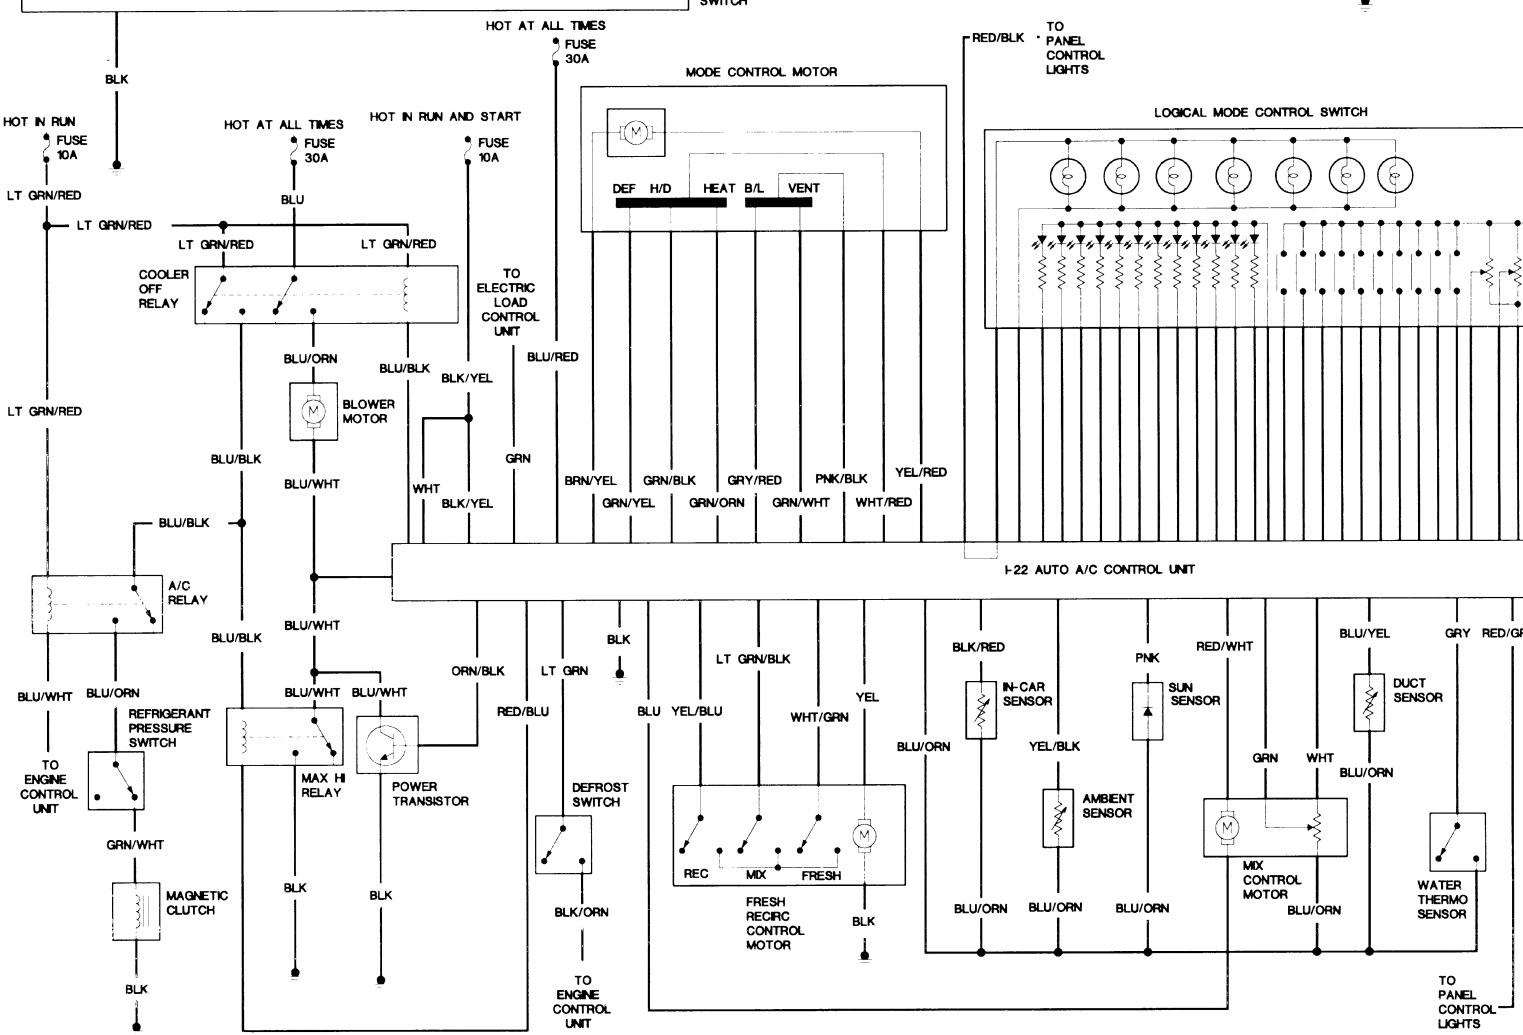 SWITCH
HOT AT ALL TIMES
FUSE
30A
RED/BLK
TO
PANEL
CONTROL
LIGHTS
BLK
MODE CONTROL MOTOR
HOT IN RUN
FUSE
10A
HOT AT ALL TIMES
FUSE
30A
HOT IN RUN AND START
FUSE
10A
LOGICAL MODE CONTROL SWITCH
M
DEF H/D HEAT B/L VENT
LT GRN/RED
BLU
LT GRN/RED
LT GRN/RED
LT GRN/RED
COOLER
OFF
RELAY
TO
ELECTRIC
LOAD
CONTROL
UNIT
BLU/ORN
BLU/BLK
BLU/RED
BLK/YEL
LT GRN/RED
BLOWER
MOTOR
M
BLU/BLK
GRN
BLU/WHT
WHT
BLK/YEL
BRN/YEL
GRN/BLK
GRY/RED
PNK/BLK
YEL/RED
GRN/YEL
GRN/ORN
GRN/WHT
WHT/RED
BLU/BLK
I-22 AUTO A/C CONTROL UNIT
A/C
RELAY
BLU/BLK
BLU/WHT
BLK
BLK/RED
RED/WHT
BLU/YEL
GRY
RED/GR
LT GRN/BLK
PNK
ORN/BLK
LT GRN
BLU/WHT
BLU/ORN
BLU/WHT
BLU/WHT
YEL
IN-CAR
SENSOR
SUN
SENSOR
DUCT
SENSOR
REFRIGERANT
PRESSURE
SWITCH
RED/BLU
BLU
YEL/BLU
WHT/GRN
BLU/ORN
YEL/BLK
GRN
WHT
BLU/ORN
TO
ENGINE
CONTROL
UNIT
MAX HI
RELAY
POWER
TRANSISTOR
DEFROST
SWITCH
AMBIENT
SENSOR
M
M
GRN/WHT
REC MIX FRESH
MIX
CONTROL
MOTOR
WATER
THERMO
SENSOR
MAGNETIC
CLUTCH
BLK
BLK
BLK/ORN
FRESH
RECIRC
CONTROL
MOTOR
BLK
BLU/ORN
BLU/ORN
BLU/ORN
BLU/ORN
BLK
TO
ENGINE
CONTROL
UNIT
TO
PANEL
CONTROL
LIGHTS